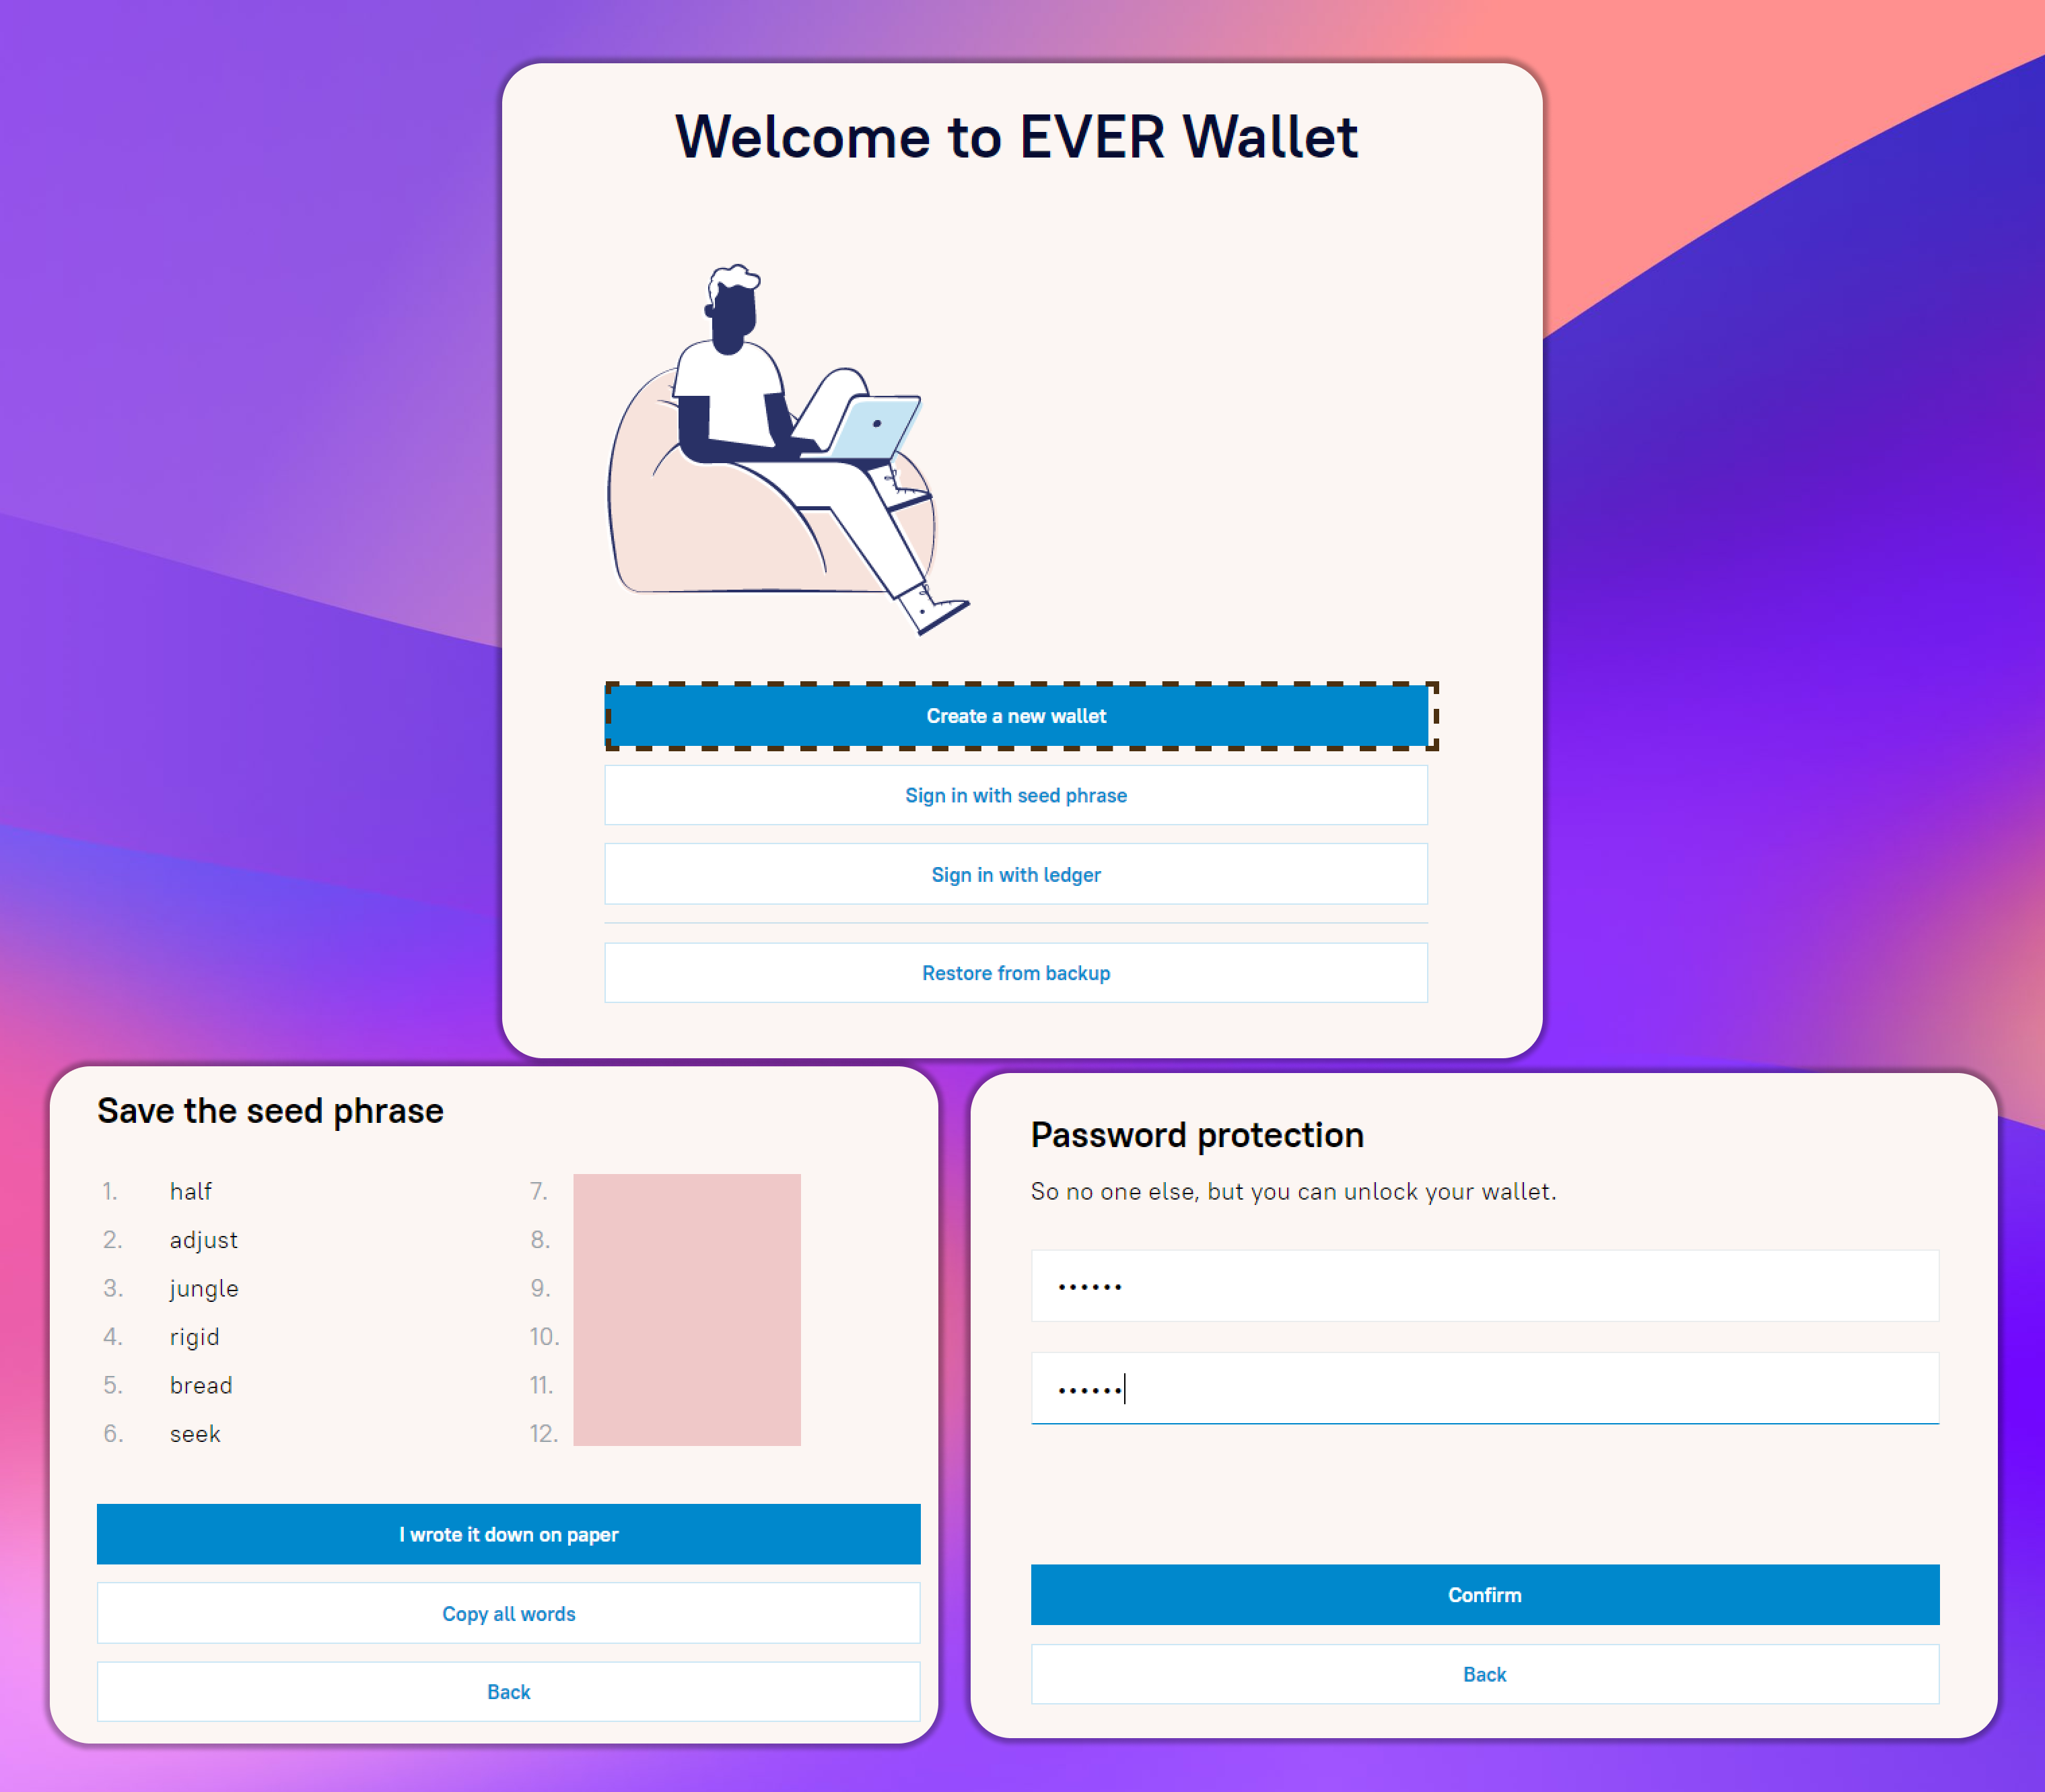 Welcome to EVER Wallet
Create a new wallet
Sign in with seed phrase
Sign in with ledger
Restore from backup
Save the seed phrase
1. half
2. adjust
3. jungle
4. rigid
5. bread
6. seek
7.
8.
9.
10.
11.
12.
I wrote it down on paper
Copy all words
Back
Password protection
So no one else, but you can unlock your wallet.
••••••
••••••
Confirm
Back